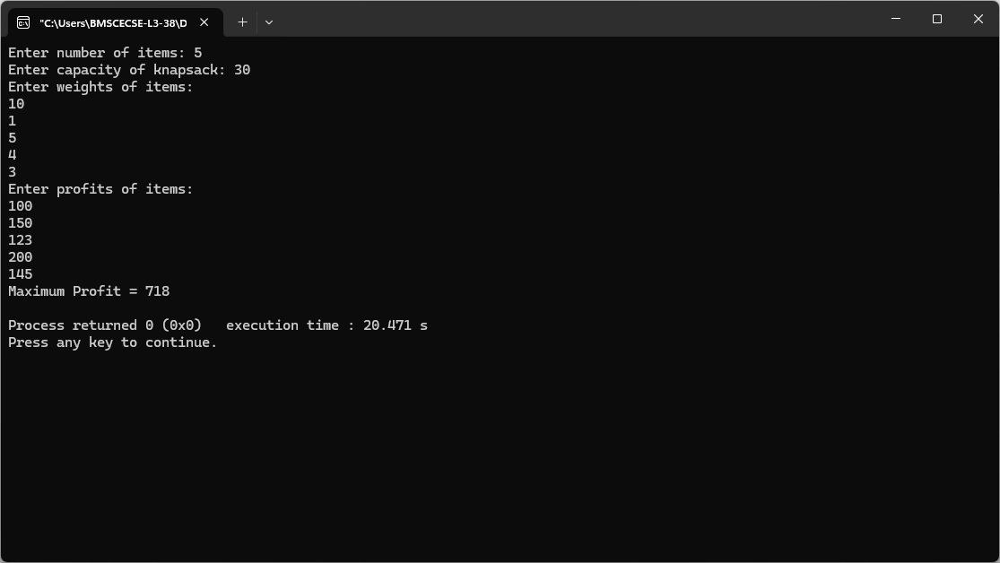 "C:\Users\BMSCECSE-L3-38\D
Enter number of items: 5
Enter capacity of knapsack: 30
Enter weights of items:
10
1
5
4
3
Enter profits of items:
100
150
123
200
145
Maximum Profit = 718

Process returned 0 (0x0)   execution time : 20.471 s
Press any key to continue.